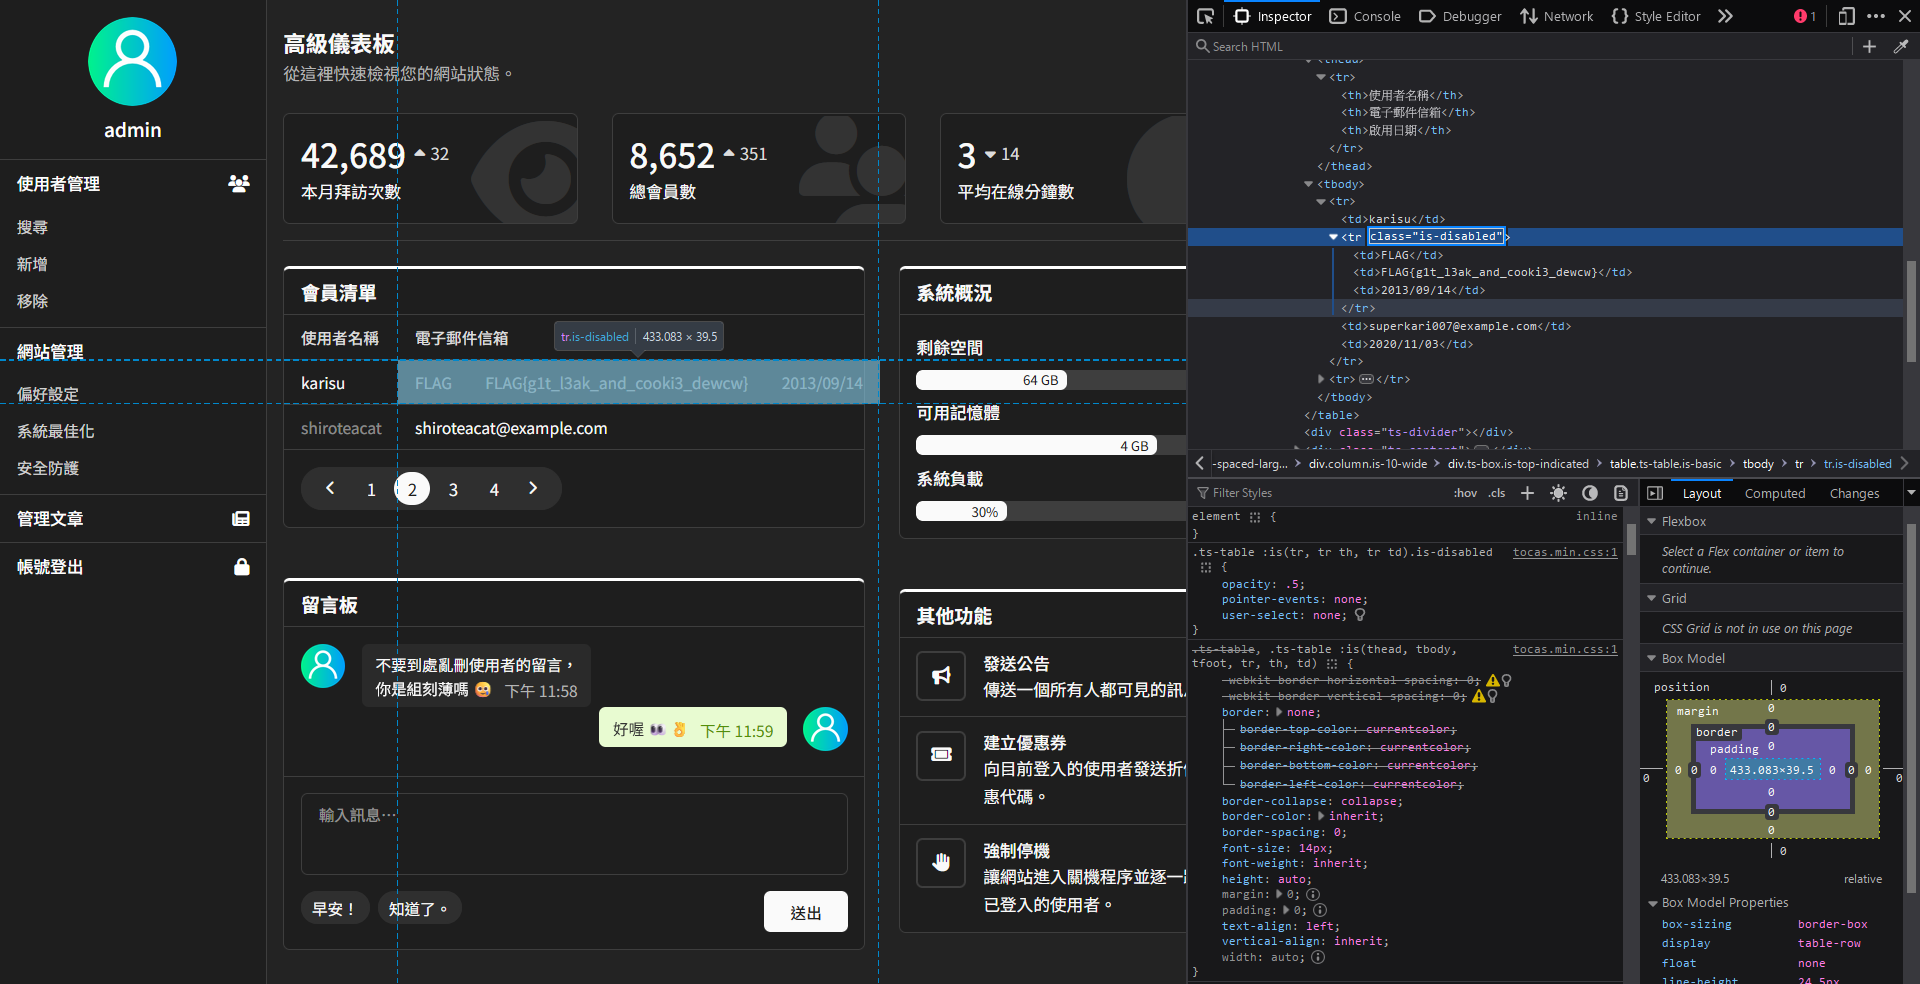 admin
使用者管理
搜尋
新增
移除
網站管理
偏好設定
系統最佳化
安全防護
管理文章
帳號登出
高級儀表板
從這裡快速檢視您的網站狀態。
42,689 32
本月拜訪次數
8,652 351
總會員數
3 14
平均在線分鐘數
會員清單
使用者名稱 電子郵件信箱
tr.is-disabled 433.083 × 39.5
karisu FLAG FLAG{g1t_l3ak_and_cooki3_dewcw} 2013/09/14
shiroteacat shiroteacat@example.com
1 2 3 4
系統概況
剩餘空間
64 GB
可用記憶體
4 GB
系統負載
30%
留言板
不要到處亂刪使用者的留言，
你是組刻薄嗎 🤪 下午 11:58
好喔 👀 👌 下午 11:59
輸入訊息…
早安！ 知道了。
送出
其他功能
發送公告
傳送一個所有人都可見的訊
建立優惠券
向目前登入的使用者發送折
惠代碼。
強制停機
讓網站進入關機程序並逐一
已登入的使用者。
Inspector Console Debugger Network Style Editor 1
Search HTML
<thead>
<tr>
<th>使用者名稱</th>
<th>電子郵件信箱</th>
<th>啟用日期</th>
</tr>
</thead>
<tbody>
<tr>
<td>karisu</td>
<tr class="is-disabled">
<td>FLAG</td>
<td>FLAG{g1t_l3ak_and_cooki3_dewcw}</td>
<td>2013/09/14</td>
</tr>
<td>superkari007@example.com</td>
<td>2020/11/03</td>
</tr>
<tr>…</tr>
</tbody>
</table>
<div class="ts-divider"></div>
<div class="ts-content">…</div>
-spaced-larg... div.column.is-10-wide div.ts-box.is-top-indicated table.ts-table.is-basic tbody tr tr.is-disabled
Filter Styles :hov .cls
element { inline
}
.ts-table :is(tr, tr th, tr td).is-disabled tocas.min.css:1
{
opacity: .5;
pointer-events: none;
user-select: none;
}
.ts-table, .ts-table :is(thead, tbody, tocas.min.css:1
tfoot, tr, th, td) {
-webkit-border-horizontal-spacing: 0;
-webkit-border-vertical-spacing: 0;
border: none;
border-top-color: currentcolor;
border-right-color: currentcolor;
border-bottom-color: currentcolor;
border-left-color: currentcolor;
border-collapse: collapse;
border-color: inherit;
border-spacing: 0;
font-size: 14px;
font-weight: inherit;
height: auto;
margin: 0;
padding: 0;
text-align: left;
vertical-align: inherit;
width: auto;
}
Layout Computed Changes
Flexbox
Select a Flex container or item to
continue.
Grid
CSS Grid is not in use on this page
Box Model
position 0
margin 0
border 0
padding 0
0 0 0 0 433.083×39.5 0 0 0 0
0
0
0
0
433.083×39.5 relative
Box Model Properties
box-sizing border-box
display table-row
float none
line-height 24.5px